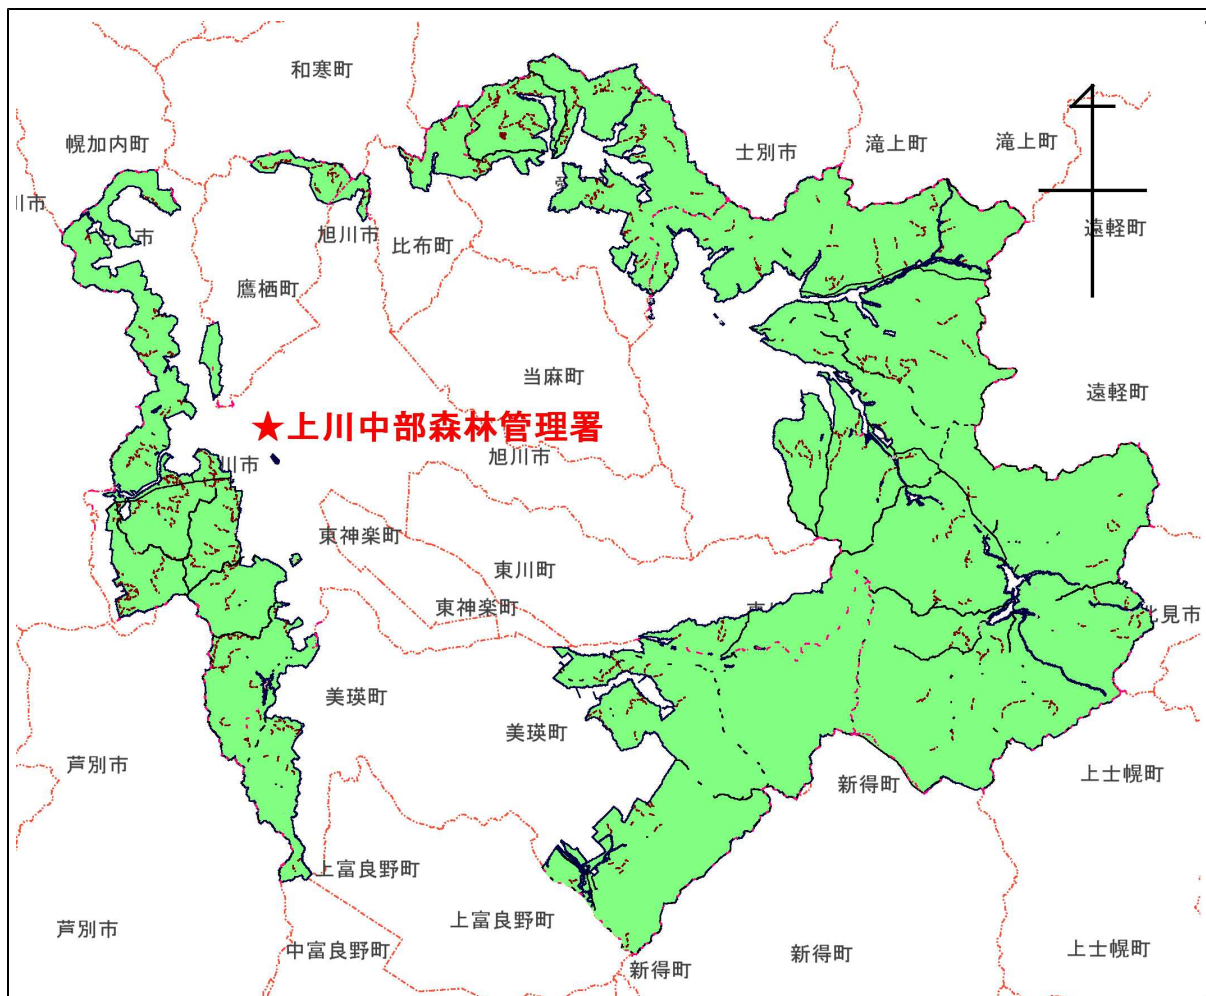 和寒町
幌加内町
士別市
滝上町
滝上町
川市
市
旭川市
比布町
遠軽町
鷹栖町
当麻町
遠軽町
★上川中部森林管理署
川市
旭川市
東神楽町
東川町
東神楽町
北見市
美瑛町
美瑛町
芦別市
新得町
上士幌町
上富良野町
上富良野町
芦別市
中富良野町
新得町
新得町
上士幌町